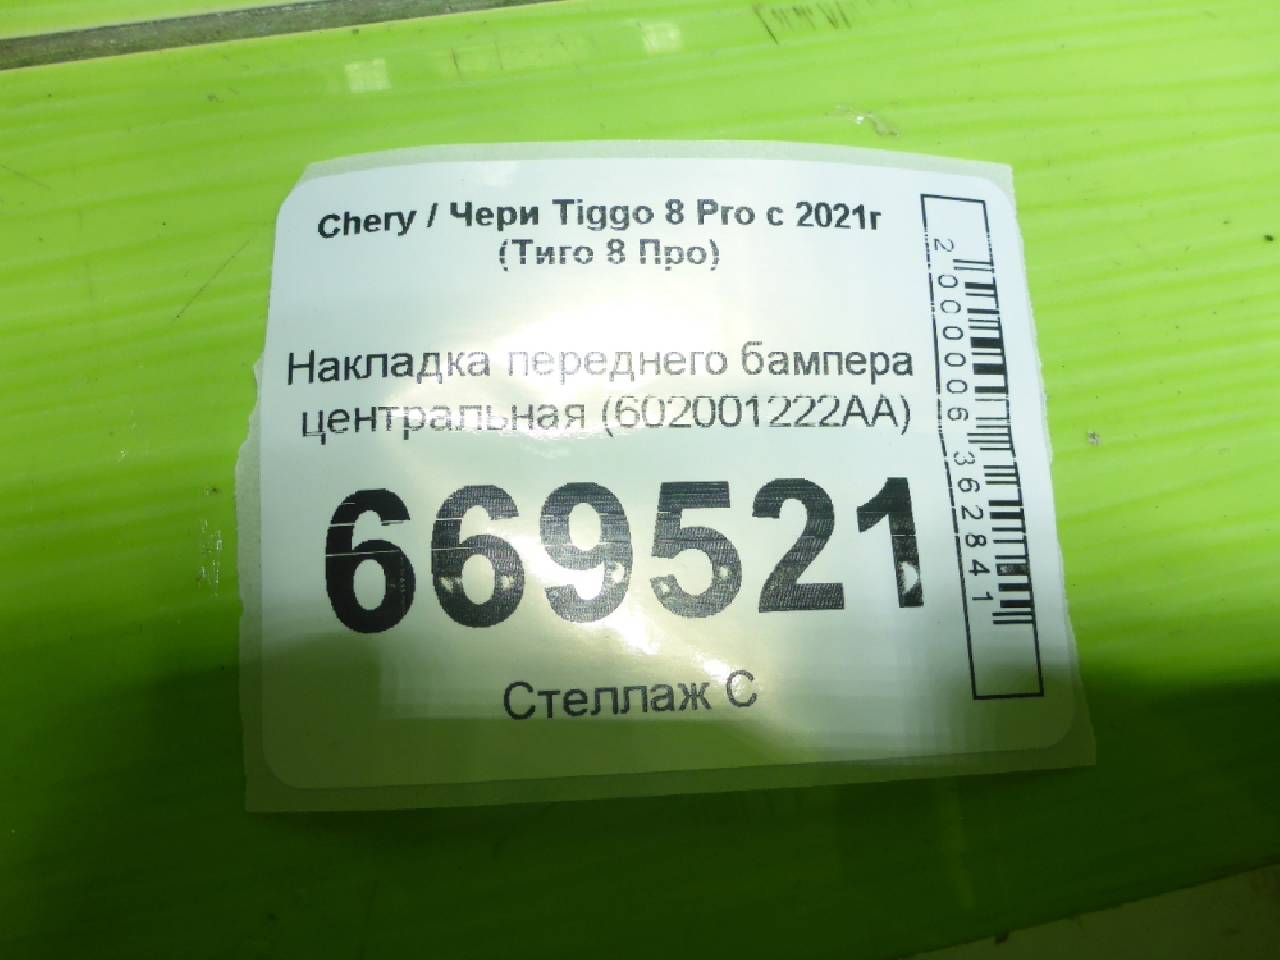 Chery / Чери Tiggo 8 Pro с 2021г
(Тиго 8 Про)
Накладка переднего бампера
центральная (602001222AA)
669521
Стеллаж С
2000006362841